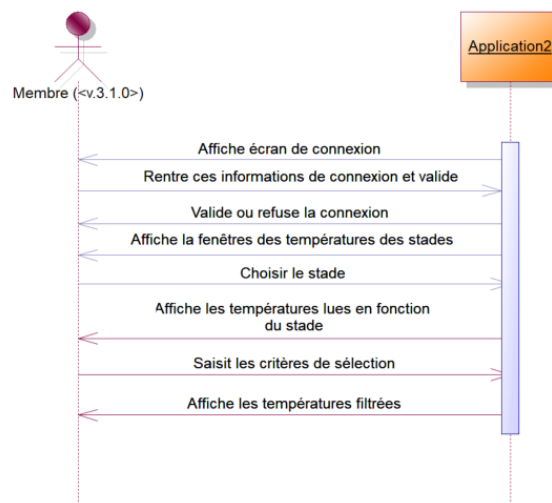 Application2
Membre (<v.3.1.0>)
Affiche écran de connexion
Rentre ces informations de connexion et valide
Valide ou refuse la connexion
Affiche la fenêtres des températures des stades
Choisir le stade
Affiche les températures lues en fonction
du stade
Saisit les critères de sélection
Affiche les températures filtrées